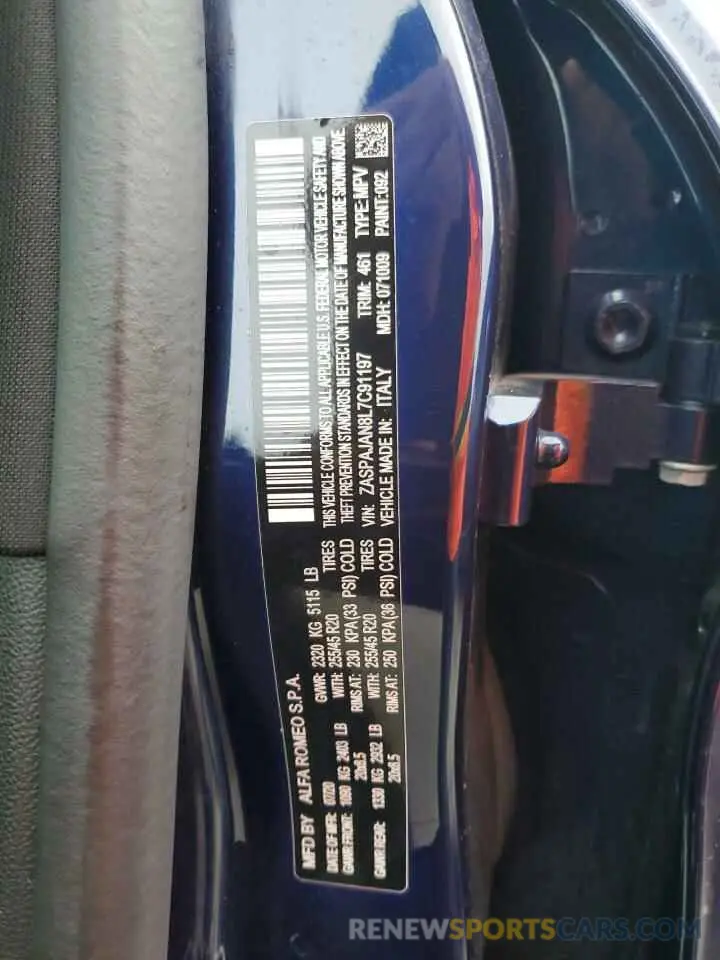 MFD BY ALFA ROMEO S.P.A.
DATE OF MFR: GVWR: 2320 KG 5115 LB THIS VEHICLE CONFORMS TO ALL APPLICABLE U.S. FEDERAL MOTOR VEHICLE SAFETY AND
GAWR FRONT: 1090 KG 2403 LB WITH: 255/45 R20 TIRES THEFT PREVENTION STANDARDS IN EFFECT ON THE DATE OF MANUFACTURE SHOWN ABOVE.
20x8.5 RIMS AT: 230 KPA(33 PSI) COLD VIN: ZASPAJAN8L7C91197 TRIM: 461 TYPE:MPV
GAWR REAR: 1330 KG 2932 LB WITH: 255/45 R20 TIRES VEHICLE MADE IN: ITALY MDH: 071009 PAINT:092
20x8.5 RIMS AT: 250 KPA(36 PSI) COLD
RENEWSPORTSCARS.COM